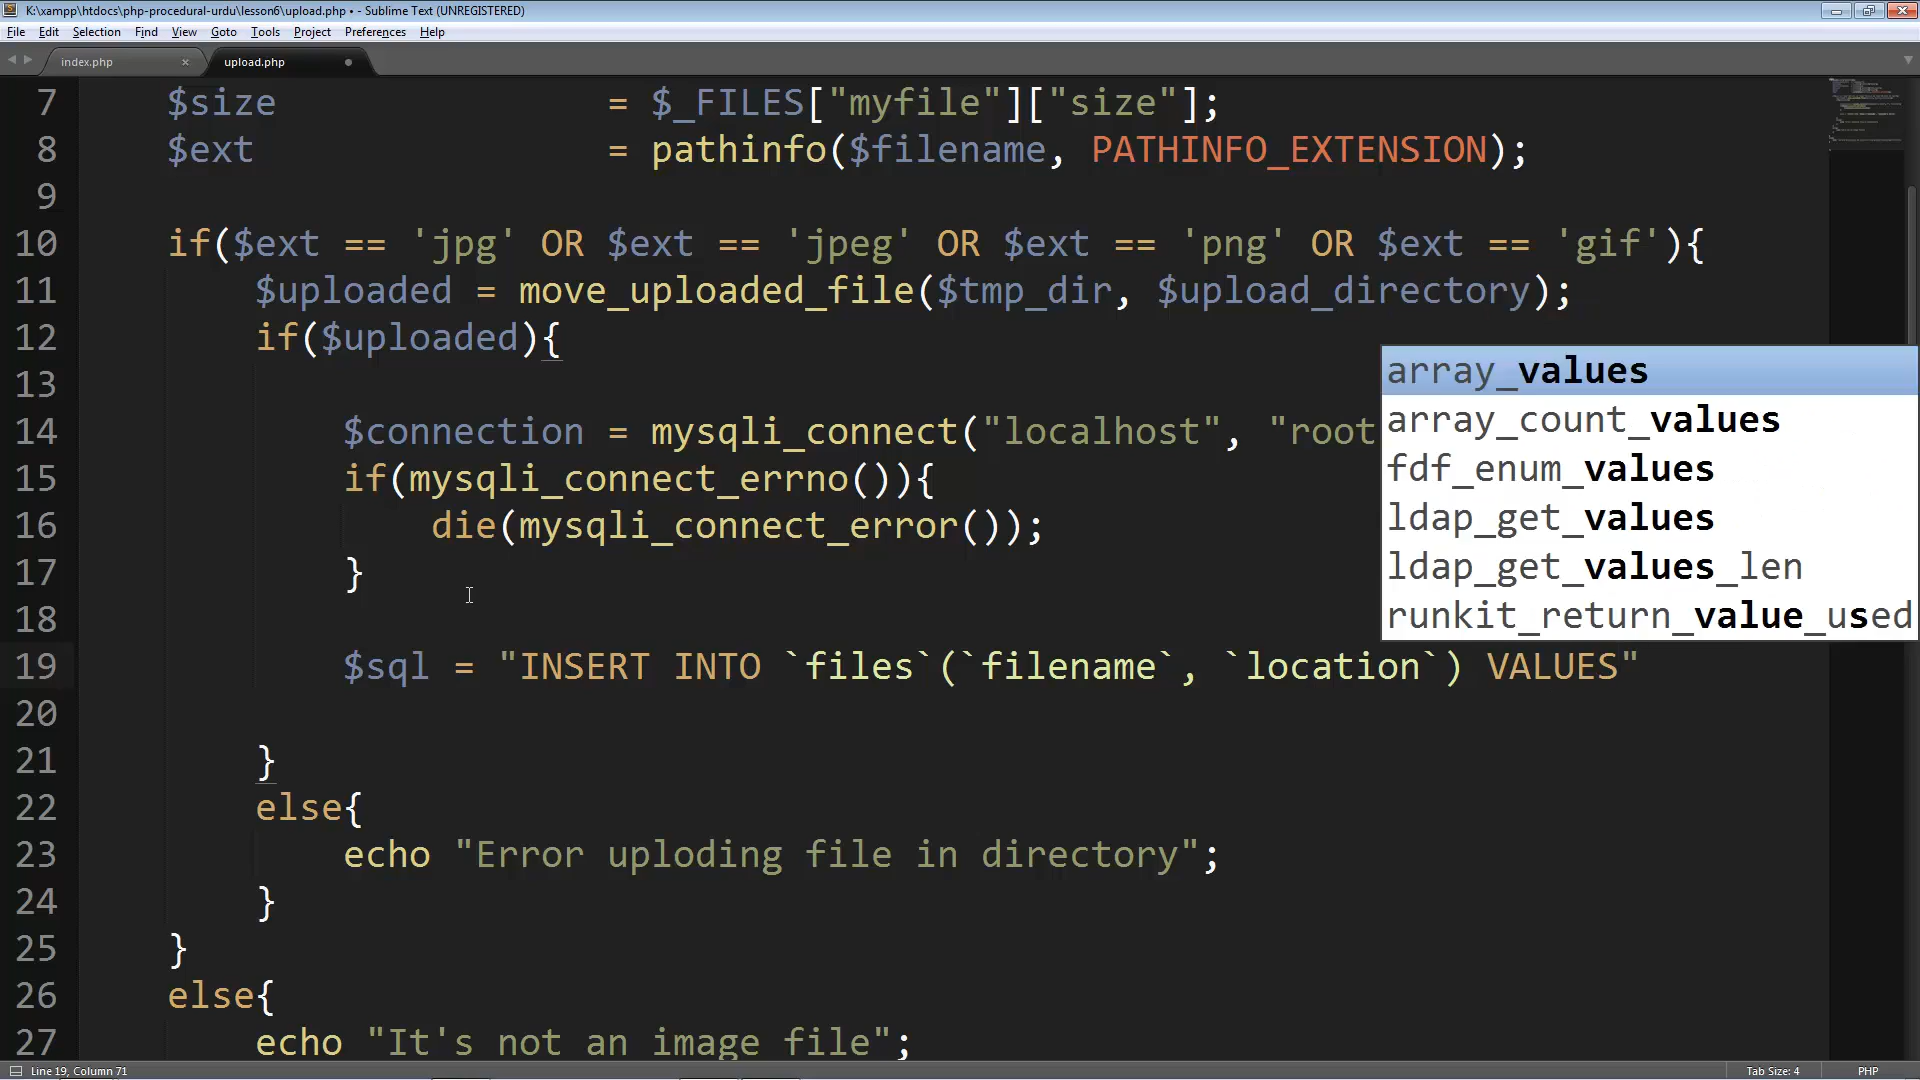 K:\xampp\htdocs\php-procedural-urdu\lesson6\upload.php • - Sublime Text (UNREGISTERED)
File Edit Selection Find View Goto Tools Project Preferences Help
index.php × upload.php
7 $size = $_FILES["myfile"]["size"];
8 $ext = pathinfo($filename, PATHINFO_EXTENSION);
9
10 if($ext == 'jpg' OR $ext == 'jpeg' OR $ext == 'png' OR $ext == 'gif'){
11 $uploaded = move_uploaded_file($tmp_dir, $upload_directory);
12 if($uploaded){
13
14 $connection = mysqli_connect("localhost", "root
15 if(mysqli_connect_errno()){
16 die(mysqli_connect_error());
17 }
18
19 $sql = "INSERT INTO `files`(`filename`, `location`) VALUES"
20
21 }
22 else{
23 echo "Error uploding file in directory";
24 }
25 }
26 else{
27 echo "It's not an image file";
array_values
array_count_values
fdf_enum_values
ldap_get_values
ldap_get_values_len
runkit_return_value_used
Line 19, Column 71
Tab Size: 4
PHP